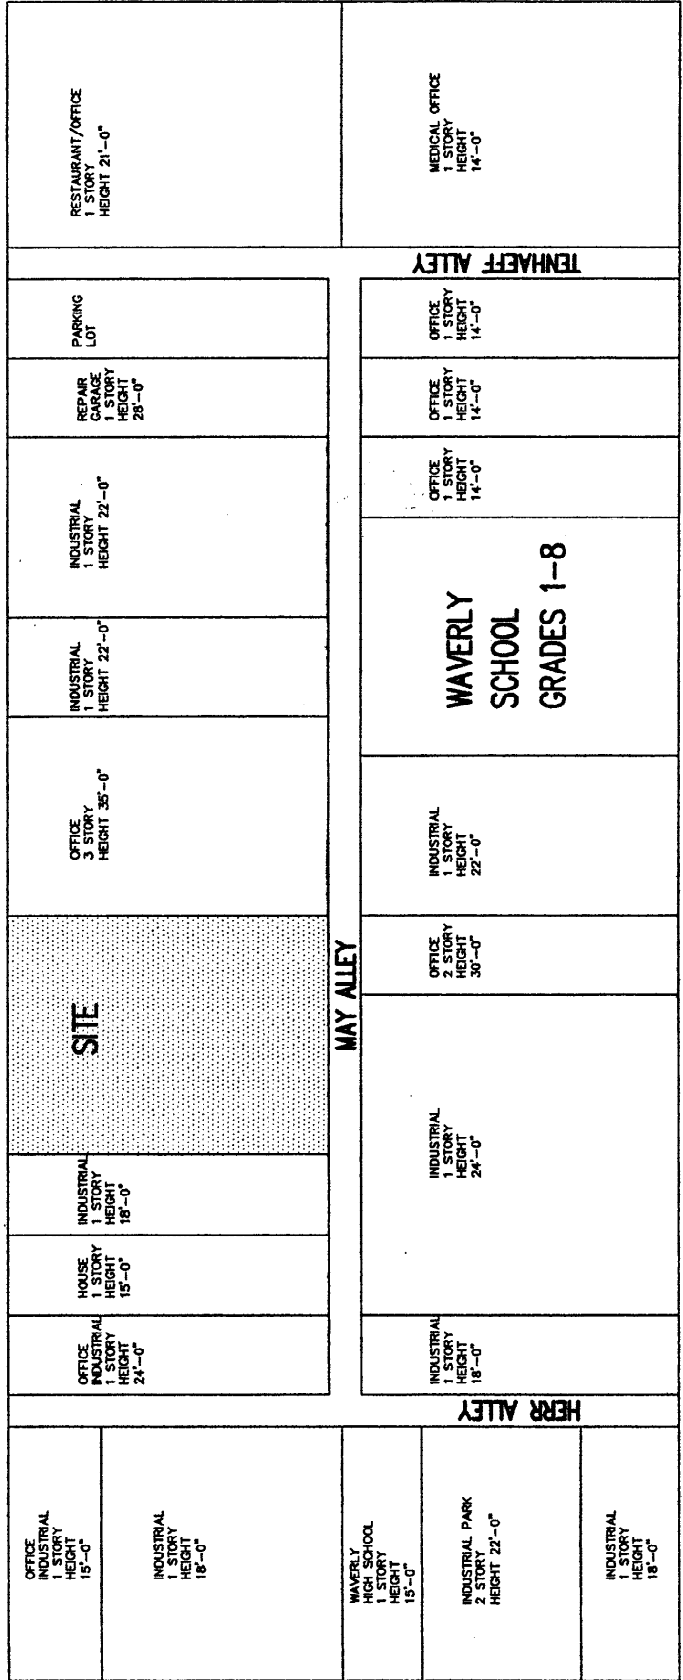 RESTAURANT/OFFICE
1 STORY
HEIGHT 21'-0"
MEDICAL OFFICE
1 STORY
HEIGHT
14'-0"
TENHAEFF ALLEY
PARKING
LOT
REPAIR
GARAGE
1 STORY
HEIGHT
28'-0"
INDUSTRIAL
1 STORY
HEIGHT 22'-0"
INDUSTRIAL
1 STORY
HEIGHT 22'-0"
OFFICE
3 STORY
HEIGHT 35'-0"
SITE
INDUSTRIAL
1 STORY
HEIGHT
18'-0"
HOUSE
1 STORY
HEIGHT
15'-0"
OFFICE
INDUSTRIAL
1 STORY
HEIGHT
24'-0"
MAY ALLEY
OFFICE
1 STORY
HEIGHT
14'-0"
OFFICE
1 STORY
HEIGHT
14'-0"
OFFICE
1 STORY
HEIGHT
14'-0"
WAVERLY
SCHOOL
GRADES 1-8
INDUSTRIAL
1 STORY
HEIGHT
22'-0"
OFFICE
2 STORY
HEIGHT
30'-0"
INDUSTRIAL
1 STORY
HEIGHT
24'-0"
INDUSTRIAL
1 STORY
HEIGHT
18'-0"
HERR ALLEY
OFFICE
INDUSTRIAL
1 STORY
HEIGHT
15'-0"
INDUSTRIAL
1 STORY
HEIGHT
18'-0"
WAVERLY
HIGH SCHOOL
1 STORY
HEIGHT
15'-0"
INDUSTRIAL PARK
2 STORY
HEIGHT 22'-0"
INDUSTRIAL
1 STORY
HEIGHT
18'-0"